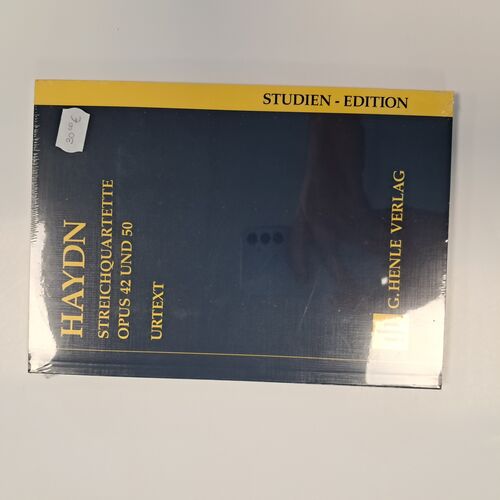 STUDIEN - EDITION
HAYDN
STREICHQUARTETTE
OPUS 42 UND 50
URTEXT
G. HENLE VERLAG